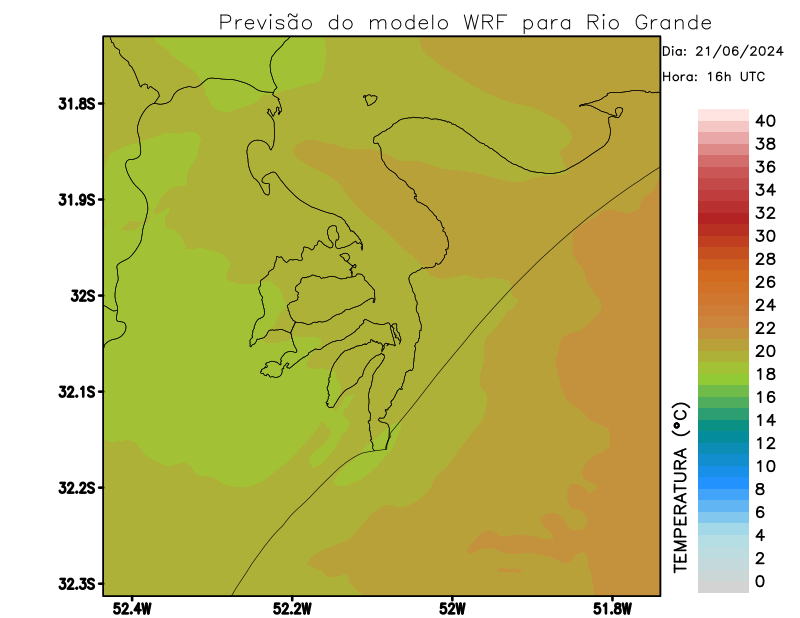 Previsão do modelo WRF para Rio Grande
Dia: 21/06/2024
Hora: 16h UTC
31.8S
31.9S
32S
32.1S
32.2S
32.3S
52.4W
52.2W
52W
51.8W
TEMPERATURA (°C)
40
38
36
34
32
30
28
26
24
22
20
18
16
14
12
10
8
6
4
2
0